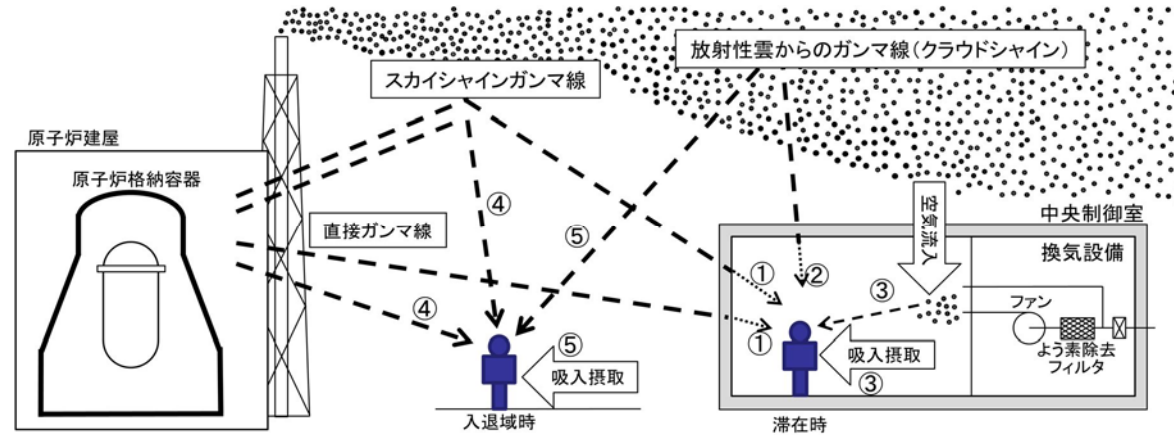 スカイシャインガンマ線
放射性雲からのガンマ線(クラウドシャイン)
原子炉建屋
原子炉格納容器
直接ガンマ線
④
④
⑤
⑤
吸入摂取
入退域時
中央制御室
空気流入
換気設備
①
②
③
①
吸入摂取
③
ファン
よう素除去
フィルタ
滞在時